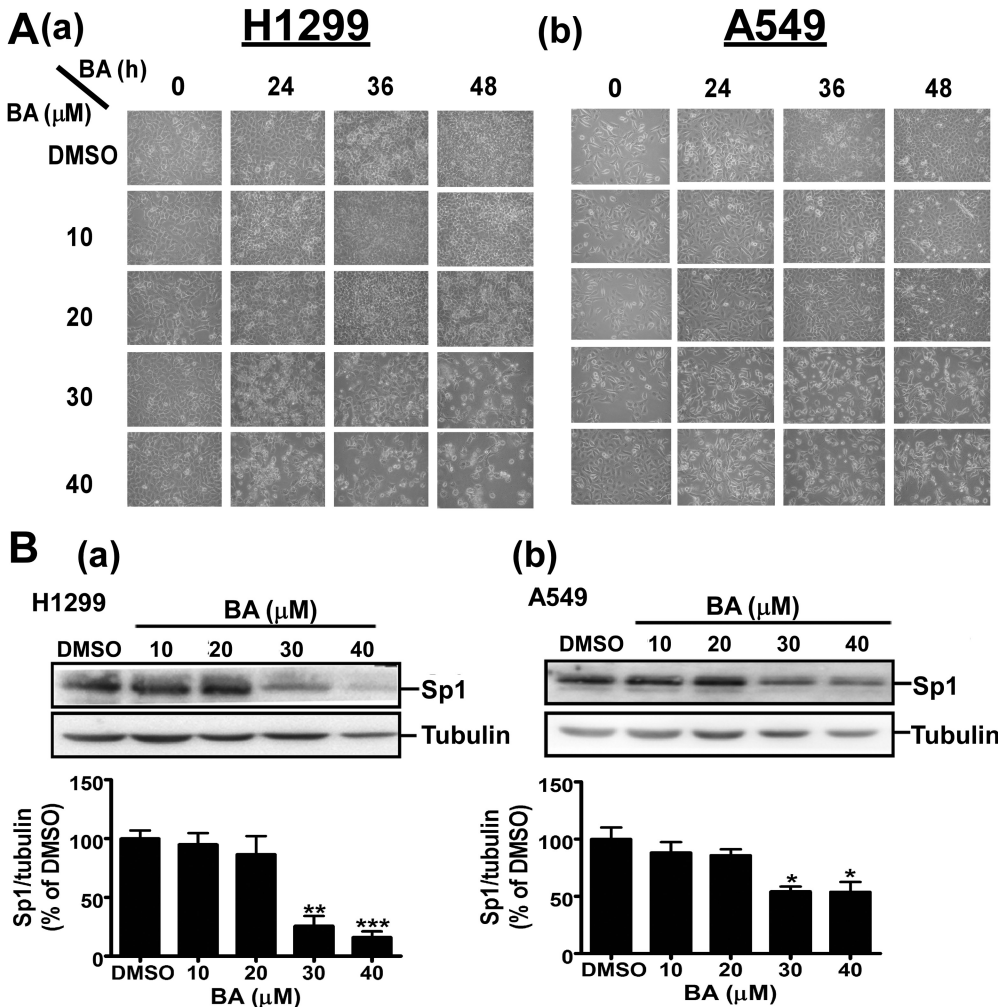 A(a) H1299
BA (h)
0 24 36 48
BA (µM)
DMSO
10
20
30
40
(b) A549
0 24 36 48
B (a)
H1299
BA (µM)
DMSO 10 20 30 40
Sp1
Tubulin
Sp1/tubulin
(% of DMSO)
150
100
50
0
** ***
DMSO 10 20 30 40
BA (µM)
(b)
A549
BA (µM)
DMSO 10 20 30 40
Sp1
Tubulin
Sp1/tubulin
(% of DMSO)
150
100
50
0
* *
DMSO 10 20 30 40
BA (µM)